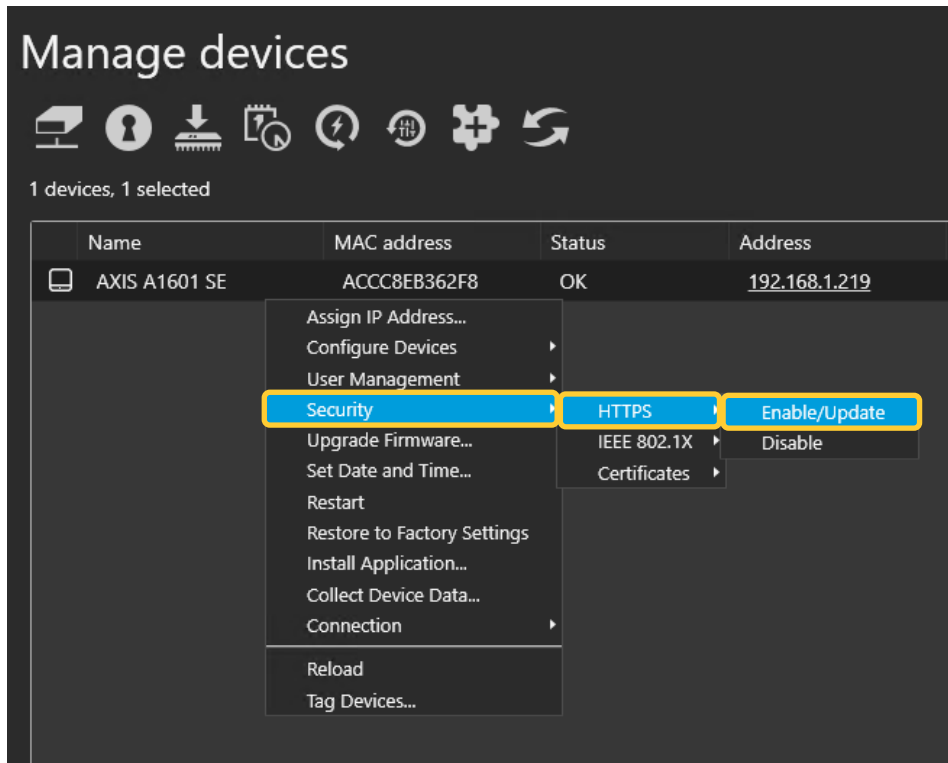 Manage devices
1 devices, 1 selected
Name MAC address Status Address
AXIS A1601 SE ACCC8EB362F8 OK 192.168.1.219
Assign IP Address...
Configure Devices
User Management
Security HTTPS Enable/Update
Upgrade Firmware... IEEE 802.1X Disable
Set Date and Time... Certificates
Restart
Restore to Factory Settings
Install Application...
Collect Device Data...
Connection
Reload
Tag Devices...